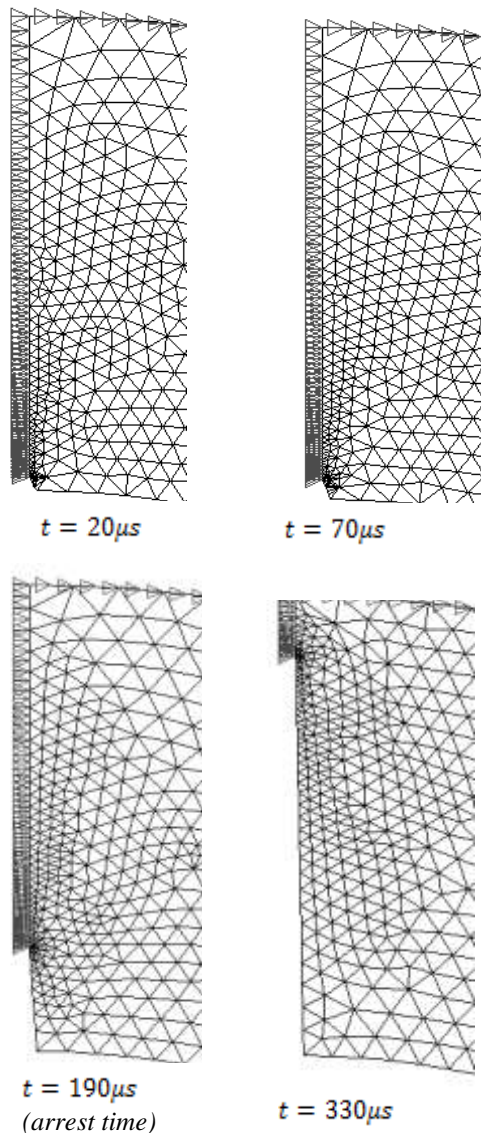 t = 20μs
t = 70μs
t = 190μs
(arrest time)
t = 330μs